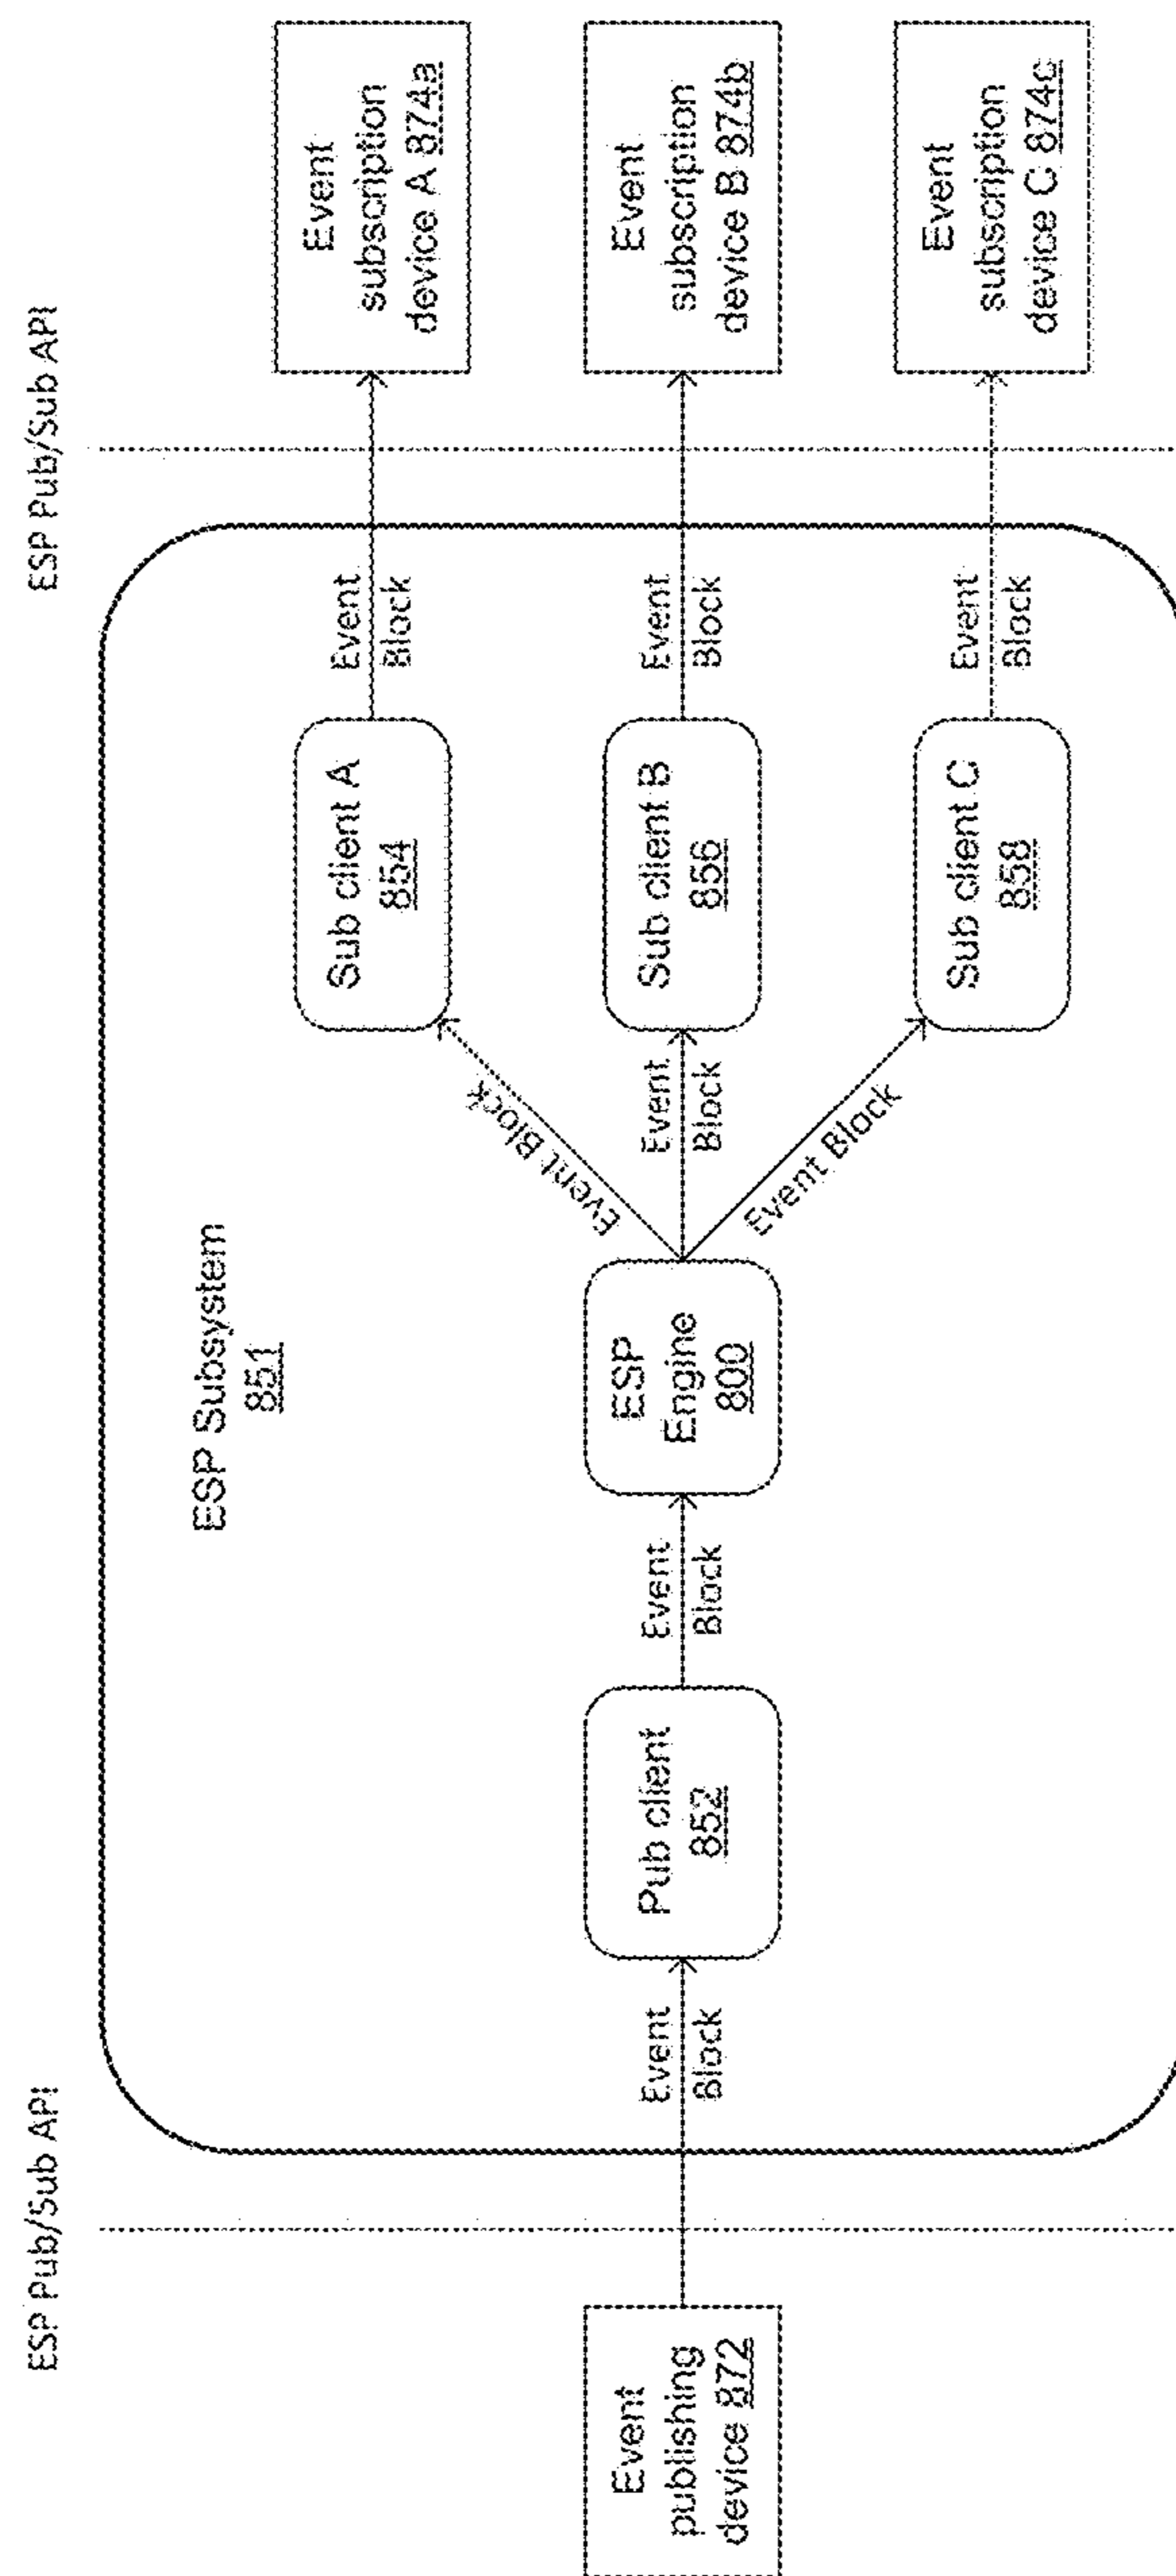 ESP Pub/Sub API
ESP Pub/Sub API
ESP Subsystem
851
Event
publishing
device 872
Event
Block
Pub client
852
Event
Block
ESP
Engine
800
Event Block
Event
Block
Event Block
Sub client A
854
Sub client B
856
Sub client C
858
Event
Block
Event
Block
Event
Block
Event
subscription
device A 874a
Event
subscription
device B 874b
Event
subscription
device C 874c